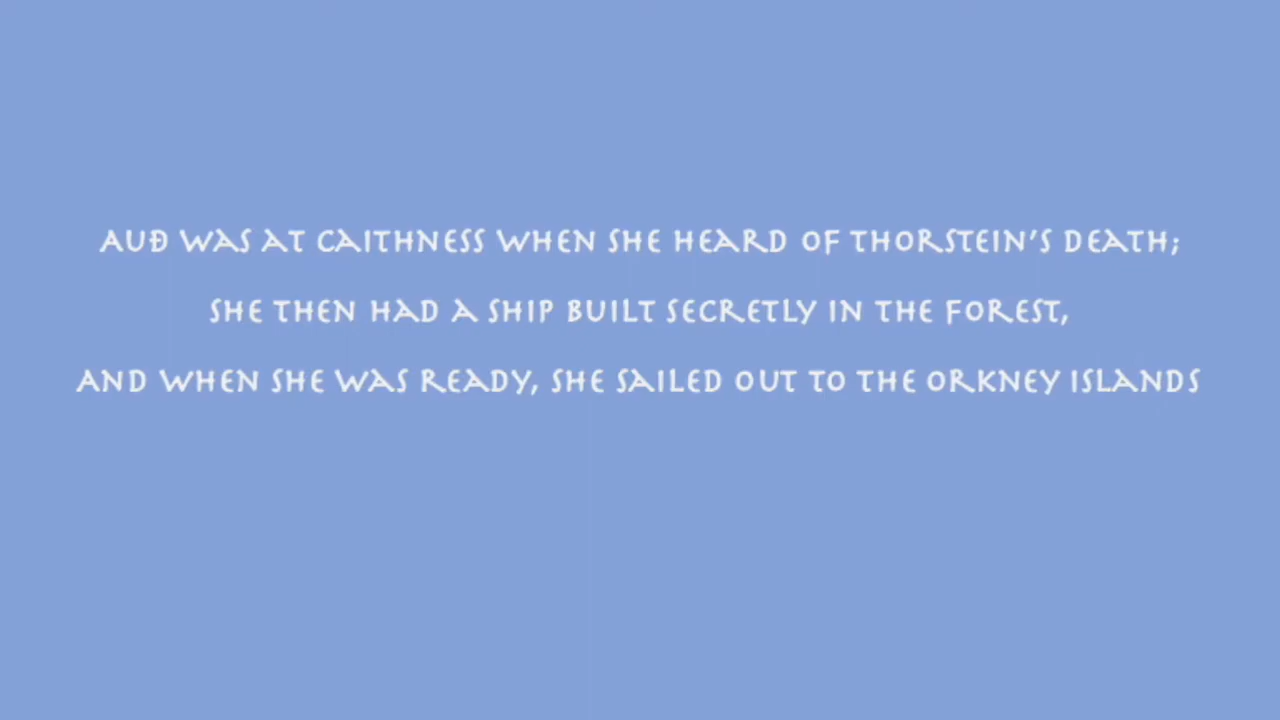 AUÐ WAS AT CAITHNESS WHEN SHE HEARD OF THORSTEIN'S DEATH;
SHE THEN HAD A SHIP BUILT SECRETLY IN THE FOREST,
AND WHEN SHE WAS READY, SHE SAILED OUT TO THE ORKNEY ISLANDS